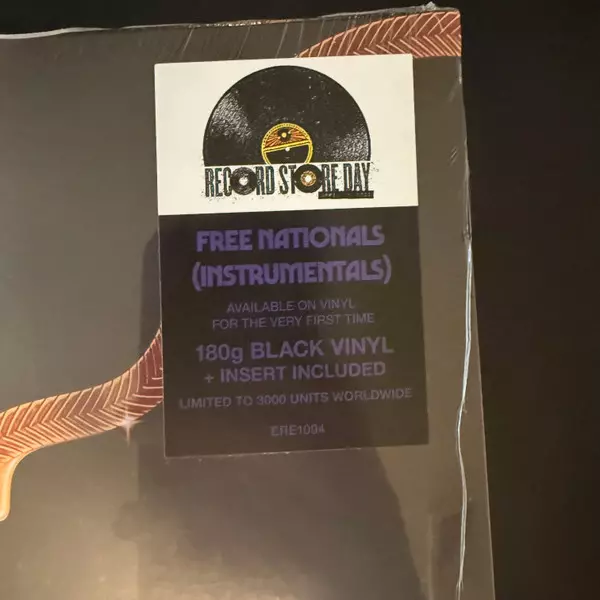 RECORD STORE DAY
FREE NATIONALS
(INSTRUMENTALS)
AVAILABLE ON VINYL
FOR THE VERY FIRST TIME
180g BLACK VINYL
+ INSERT INCLUDED
LIMITED TO 3000 UNITS WORLDWIDE
ERE1094